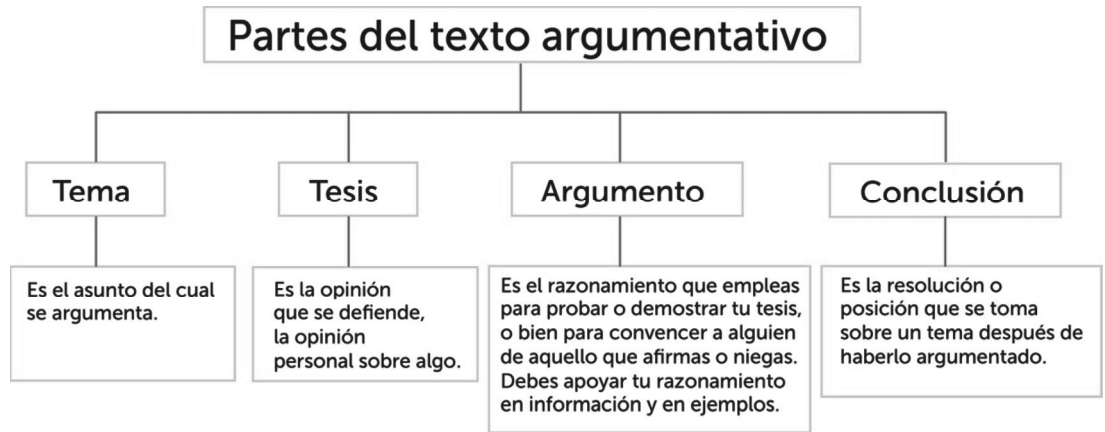 Partes del texto argumentativo
Tema
Tesis
Argumento
Conclusión
Es el asunto del cual
se argumenta.
Es la opinión
que se defiende,
la opinión
personal sobre algo.
Es el razonamiento que empleas
para probar o demostrar tu tesis,
o bien para convencer a alguien
de aquello que afirmas o niegas.
Debes apoyar tu razonamiento
en información y en ejemplos.
Es la resolución o
posición que se toma
sobre un tema después de
haberlo argumentado.